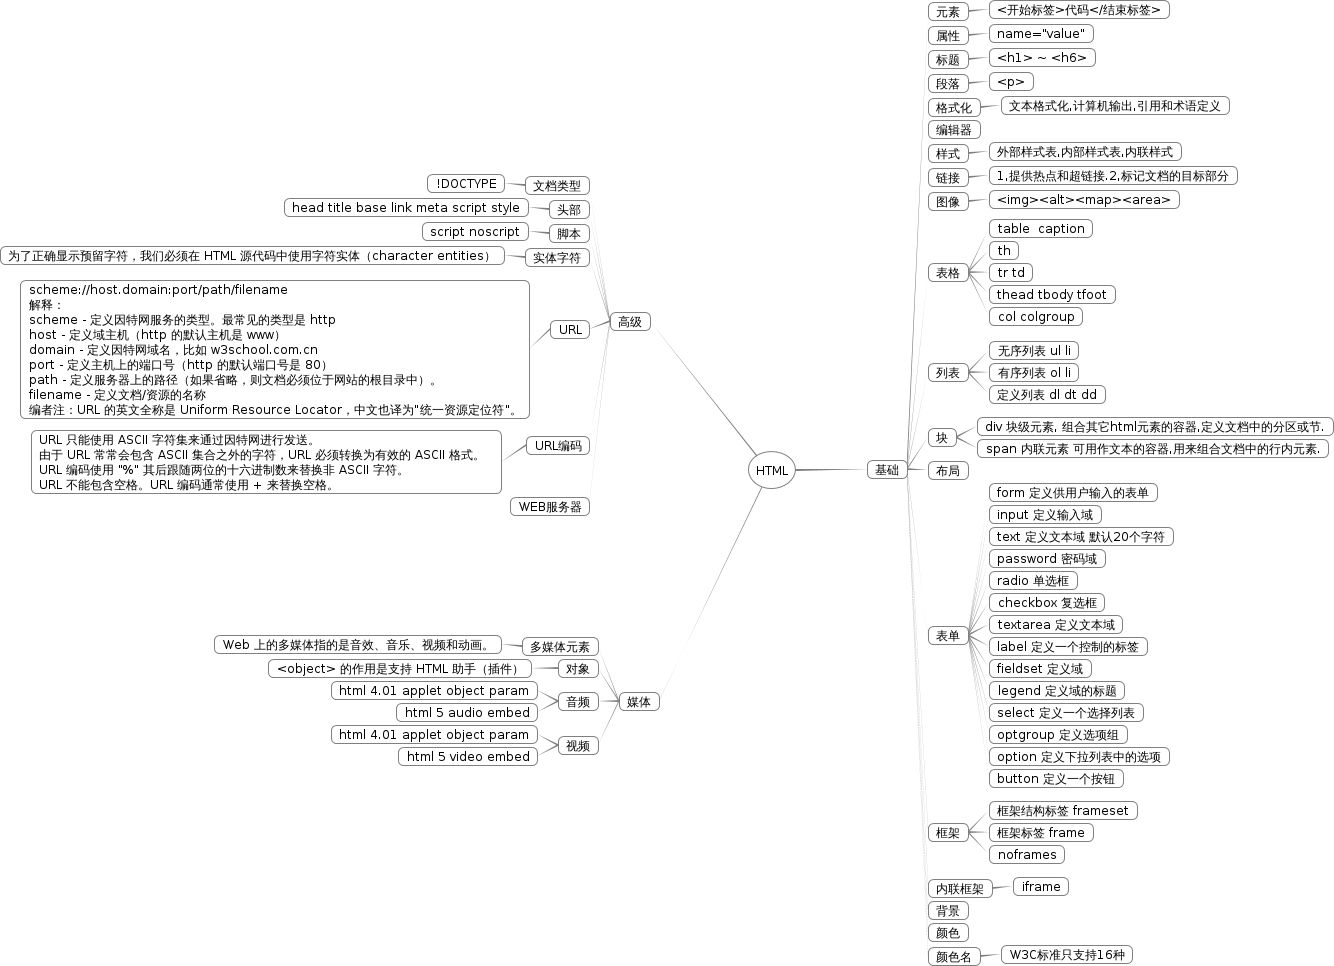 HTML
基础
元素
<开始标签>代码</结束标签>
属性
name="value"
标题
<h1> ~ <h6>
段落
<p>
格式化
文本格式化,计算机输出,引用和术语定义
编辑器
样式
外部样式表,内部样式表,内联样式
链接
1,提供热点和超链接.2,标记文档的目标部分
图像
<img><alt><map><area>
表格
table  caption
th
tr td
thead tbody tfoot
col colgroup
列表
无序列表 ul li
有序列表 ol li
定义列表 dl dt dd
块
div 块级元素, 组合其它html元素的容器,定义文档中的分区或节.
span 内联元素 可用作文本的容器,用来组合文档中的行内元素.
布局
表单
form 定义供用户输入的表单
input 定义输入域
text 定义文本域 默认20个字符
password 密码域
radio 单选框
checkbox 复选框
textarea 定义文本域
label 定义一个控制的标签
fieldset 定义域
legend 定义域的标题
select 定义一个选择列表
optgroup 定义选项组
option 定义下拉列表中的选项
button 定义一个按钮
框架
框架结构标签 frameset
框架标签 frame
noframes
内联框架
iframe
背景
颜色
颜色名
W3C标准只支持16种
高级
文档类型
!DOCTYPE
头部
head title base link meta script style
脚本
script noscript
实体字符
为了正确显示预留字符，我们必须在 HTML 源代码中使用字符实体（character entities）
URL
scheme://host.domain:port/path/filename
解释：
scheme - 定义因特网服务的类型。最常见的类型是 http
host - 定义域主机（http 的默认主机是 www）
domain - 定义因特网域名，比如 w3school.com.cn
port - 定义主机上的端口号（http 的默认端口号是 80）
path - 定义服务器上的路径（如果省略，则文档必须位于网站的根目录中）。
filename - 定义文档/资源的名称
编者注：URL 的英文全称是 Uniform Resource Locator，中文也译为"统一资源定位符"。
URL编码
URL 只能使用 ASCII 字符集来通过因特网进行发送。
由于 URL 常常会包含 ASCII 集合之外的字符，URL 必须转换为有效的 ASCII 格式。
URL 编码使用 "%" 其后跟随两位的十六进制数来替换非 ASCII 字符。
URL 不能包含空格。URL 编码通常使用 + 来替换空格。
WEB服务器
媒体
多媒体元素
Web 上的多媒体指的是音效、音乐、视频和动画。
对象
<object> 的作用是支持 HTML 助手（插件）
音频
html 4.01 applet object param
html 5 audio embed
视频
html 4.01 applet object param
html 5 video embed